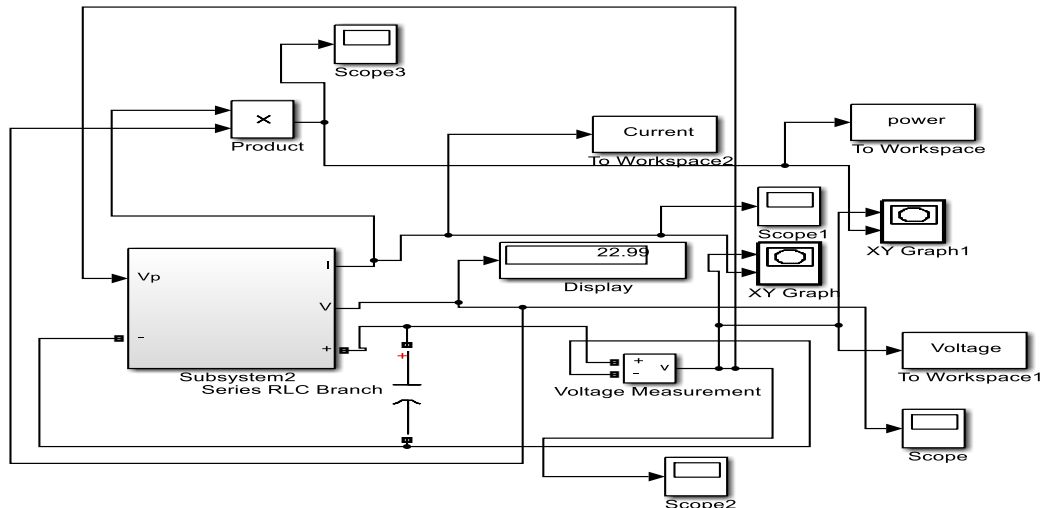 Scope3
×
Product
Current
To Workspace2
power
To Workspace
Scope1
XY Graph1
Vp
I
22.99
Display
XY Graph
V
-
+
Subsystem2
Series RLC Branch
+
+
-
v
Voltage Measurement
Voltage
To Workspace1
Scope
Scope2